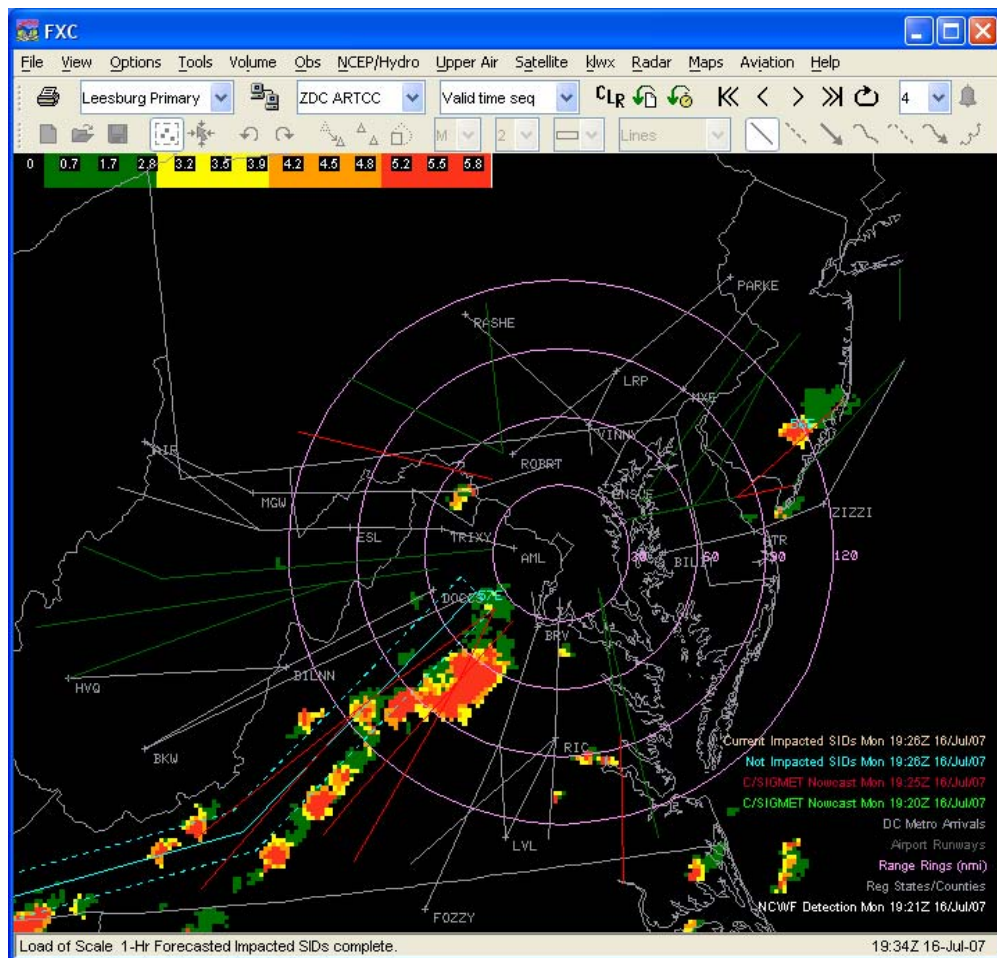 FXC
File View Options Tools Volume Obs NCEP/Hydro Upper Air Satellite klwx Radar Maps Aviation Help
Leesburg Primary ZDC ARTCC Valid time seq CLR 4
M 2 Lines
0 0.7 1.7 2.8 3.2 3.5 3.9 4.2 4.5 4.8 5.2 5.5 5.8
PARKE
RASHE
LRP
MXE
VINNY
AIR
ROBRT
MGW
ZIZZI
ESL
TRIXY
ATR
AML
30 60 90 120
57E
BRV
BILNN
HVQ
RIC
BKW
Current Impacted SIDs Mon 19:26Z 16/Jul/07
Not Impacted SIDs Mon 19:26Z 16/Jul/07
C/SIGMET Nowcast Mon 19:25Z 16/Jul/07
C/SIGMET Nowcast Mon 19:20Z 16/Jul/07
DC Metro Arrivals
LVL
Airport Runways
Range Rings (nmi)
Reg States/Counties
FOZZY
NCWF Detection Mon 19:21Z 16/Jul/07
Load of Scale 1-Hr Forecasted Impacted SIDs complete. 19:34Z 16-Jul-07